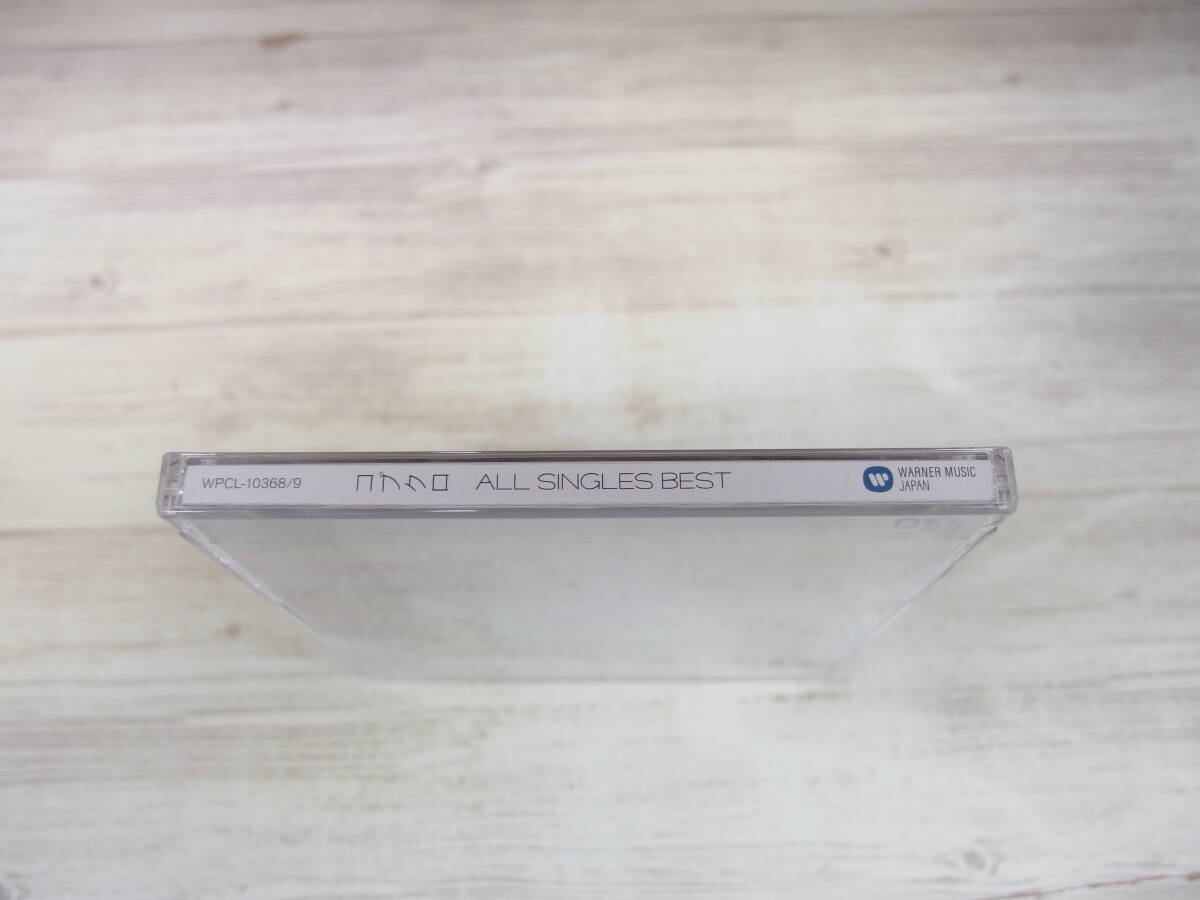 WPCL-10368/9 コブクロ ALL SINGLES BEST WARNER MUSIC
JAPAN